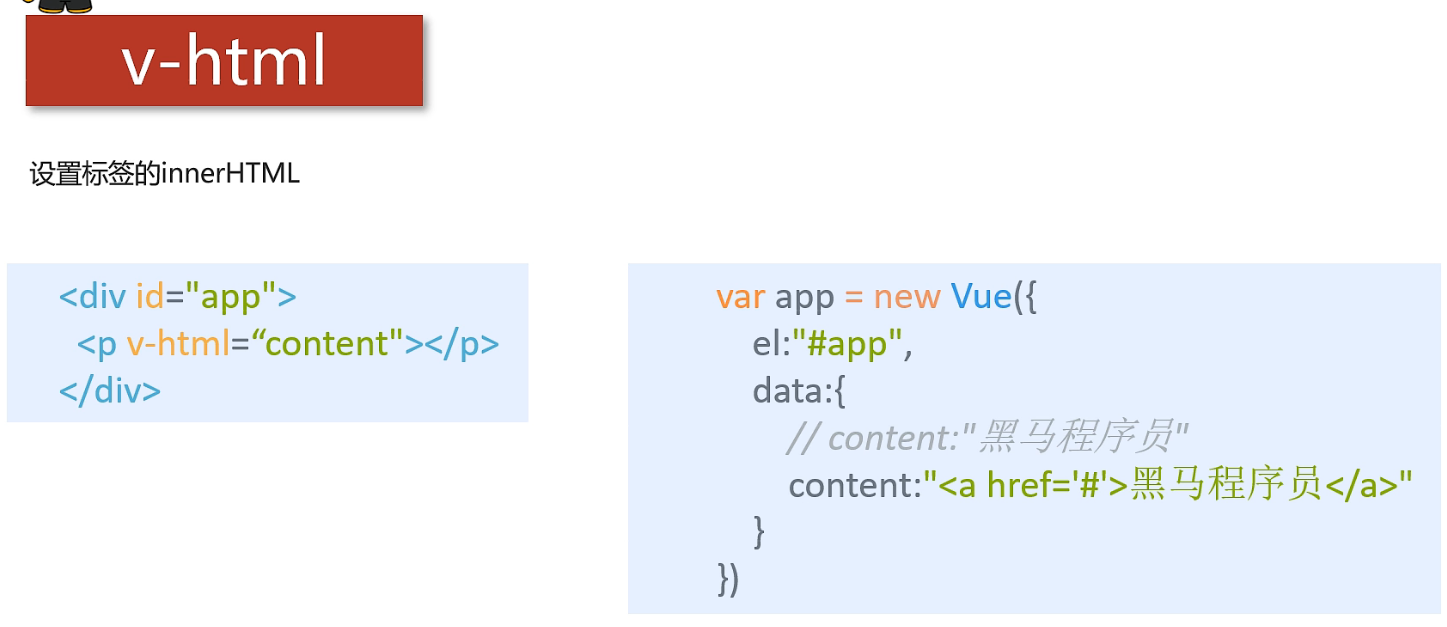 v-html
设置标签的innerHTML
<div id="app">
<p v-html=“content"></p>
</div>
var app = new Vue({
el:"#app",
data:{
// content:"黑马程序员"
content:"<a href='#'>黑马程序员</a>"
}
})